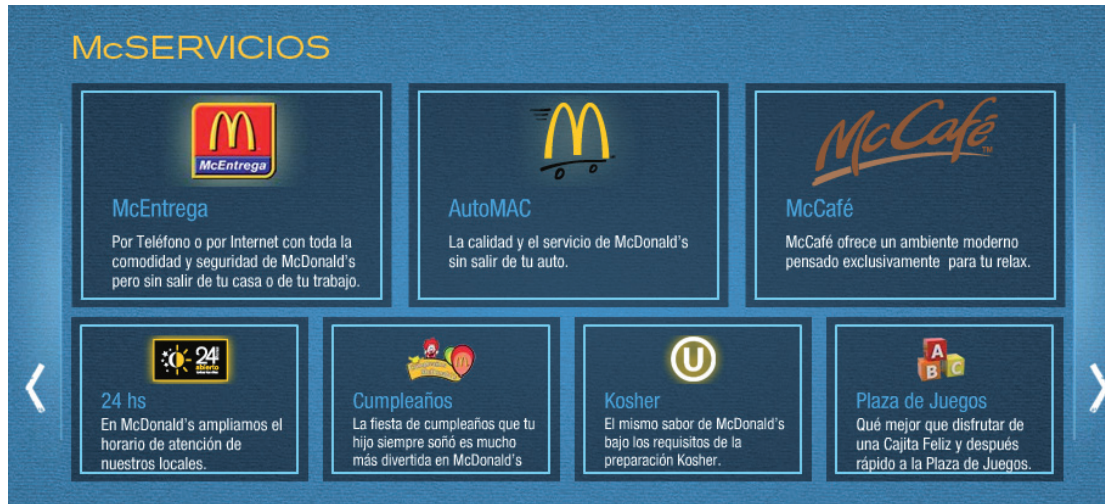 McSERVICIOS
McEntrega
McEntrega
Por Teléfono o por Internet con toda la
comodidad y seguridad de McDonald's
pero sin salir de tu casa o de tu trabajo.
AutoMAC
La calidad y el servicio de McDonald's
sin salir de tu auto.
McCafé
TM
McCafé
McCafé ofrece un ambiente moderno
pensado exclusivamente para tu relax.
24
abierto
24 hs
En McDonald's ampliamos el
horario de atención de
nuestros locales.
Cumpleaños
La fiesta de cumpleaños que tu
hijo siempre soñó es mucho
más divertida en McDonald's
U
Kosher
El mismo sabor de McDonald's
bajo los requisitos de la
preparación Kosher.
A
B C
Plaza de Juegos
Qué mejor que disfrutar de
una Cajita Feliz y después
rápido a la Plaza de Juegos.